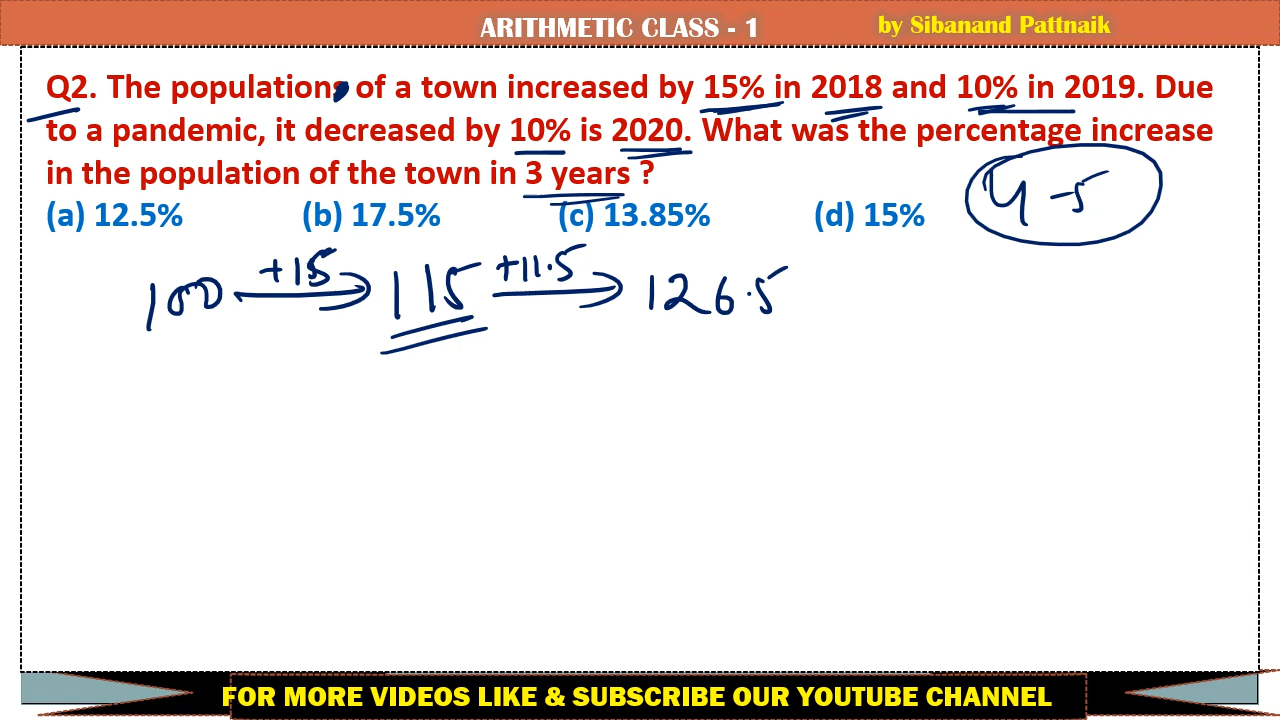 ARITHMETIC CLASS - 1
by Sibanand Pattnaik
Q2. The population, of a town increased by 15% in 2018 and 10% in 2019. Due
to a pandemic, it decreased by 10% is 2020. What was the percentage increase
in the population of the town in 3 years ?
4-5
(a) 12.5% (b) 17.5% (c) 13.85% (d) 15%
100 +15 115 +11.5 126.5
FOR MORE VIDEOS LIKE & SUBSCRIBE OUR YOUTUBE CHANNEL